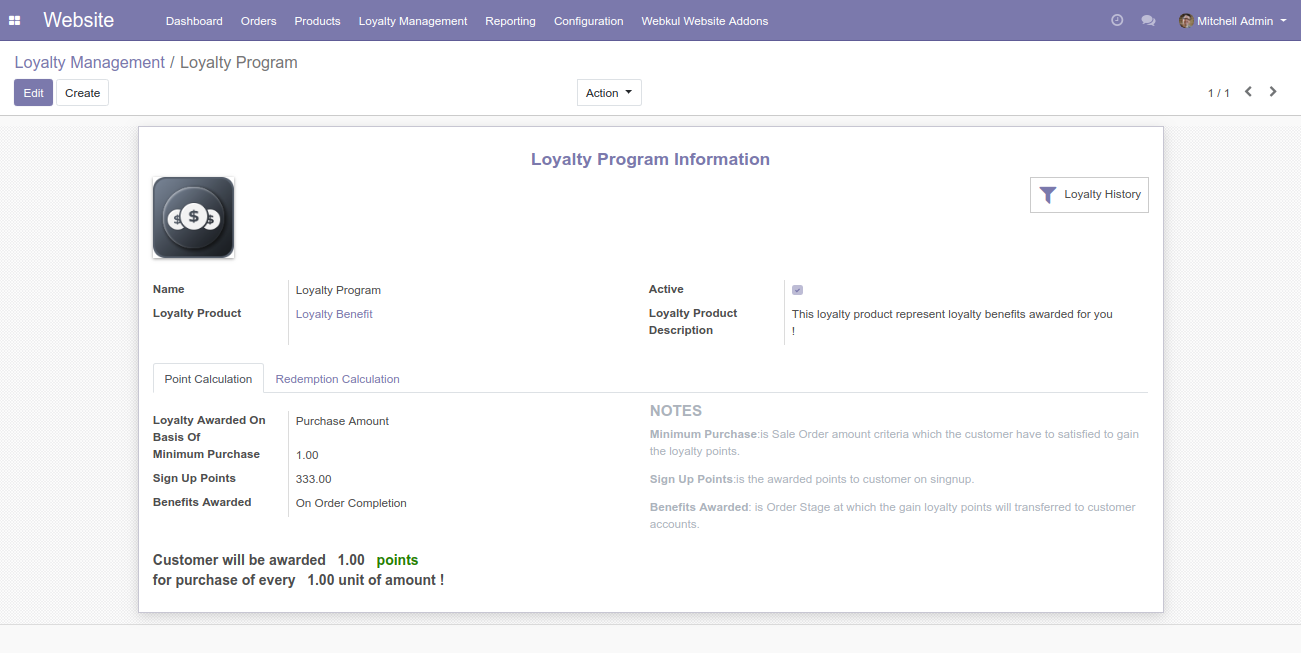 Website Dashboard Orders Products Loyalty Management Reporting Configuration Webkul Website Addons Mitchell Admin
Loyalty Management / Loyalty Program
Edit Create Action 1 / 1
Loyalty Program Information
$ $ $
Loyalty History
Name Loyalty Program
Loyalty Product Loyalty Benefit
Active
Loyalty Product Description This loyalty product represent loyalty benefits awarded for you
!
Point Calculation Redemption Calculation
Loyalty Awarded On
Basis Of Purchase Amount
Minimum Purchase 1.00
Sign Up Points 333.00
Benefits Awarded On Order Completion
NOTES
Minimum Purchase:is Sale Order amount criteria which the customer have to satisfied to gain
the loyalty points.
Sign Up Points:is the awarded points to customer on singnup.
Benefits Awarded: is Order Stage at which the gain loyalty points will transferred to customer
accounts.
Customer will be awarded 1.00 points
for purchase of every 1.00 unit of amount !